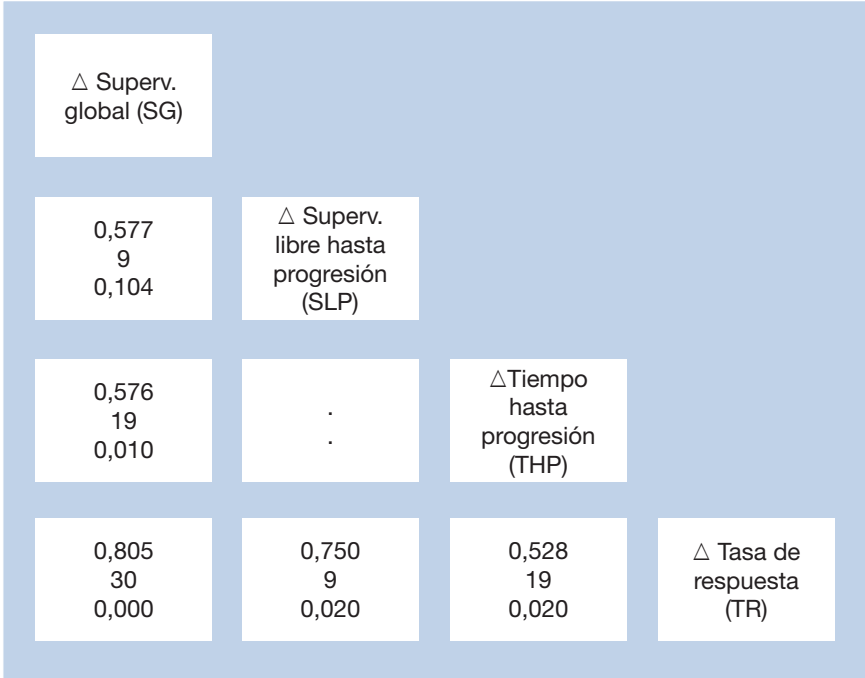 △ Superv.
global (SG)
0,577
9
0,104
△ Superv.
libre hasta
progresión
(SLP)
0,576
19
0,010
.
.
△Tiempo
hasta
progresión
(THP)
0,805
30
0,000
0,750
9
0,020
0,528
19
0,020
△ Tasa de
respuesta
(TR)